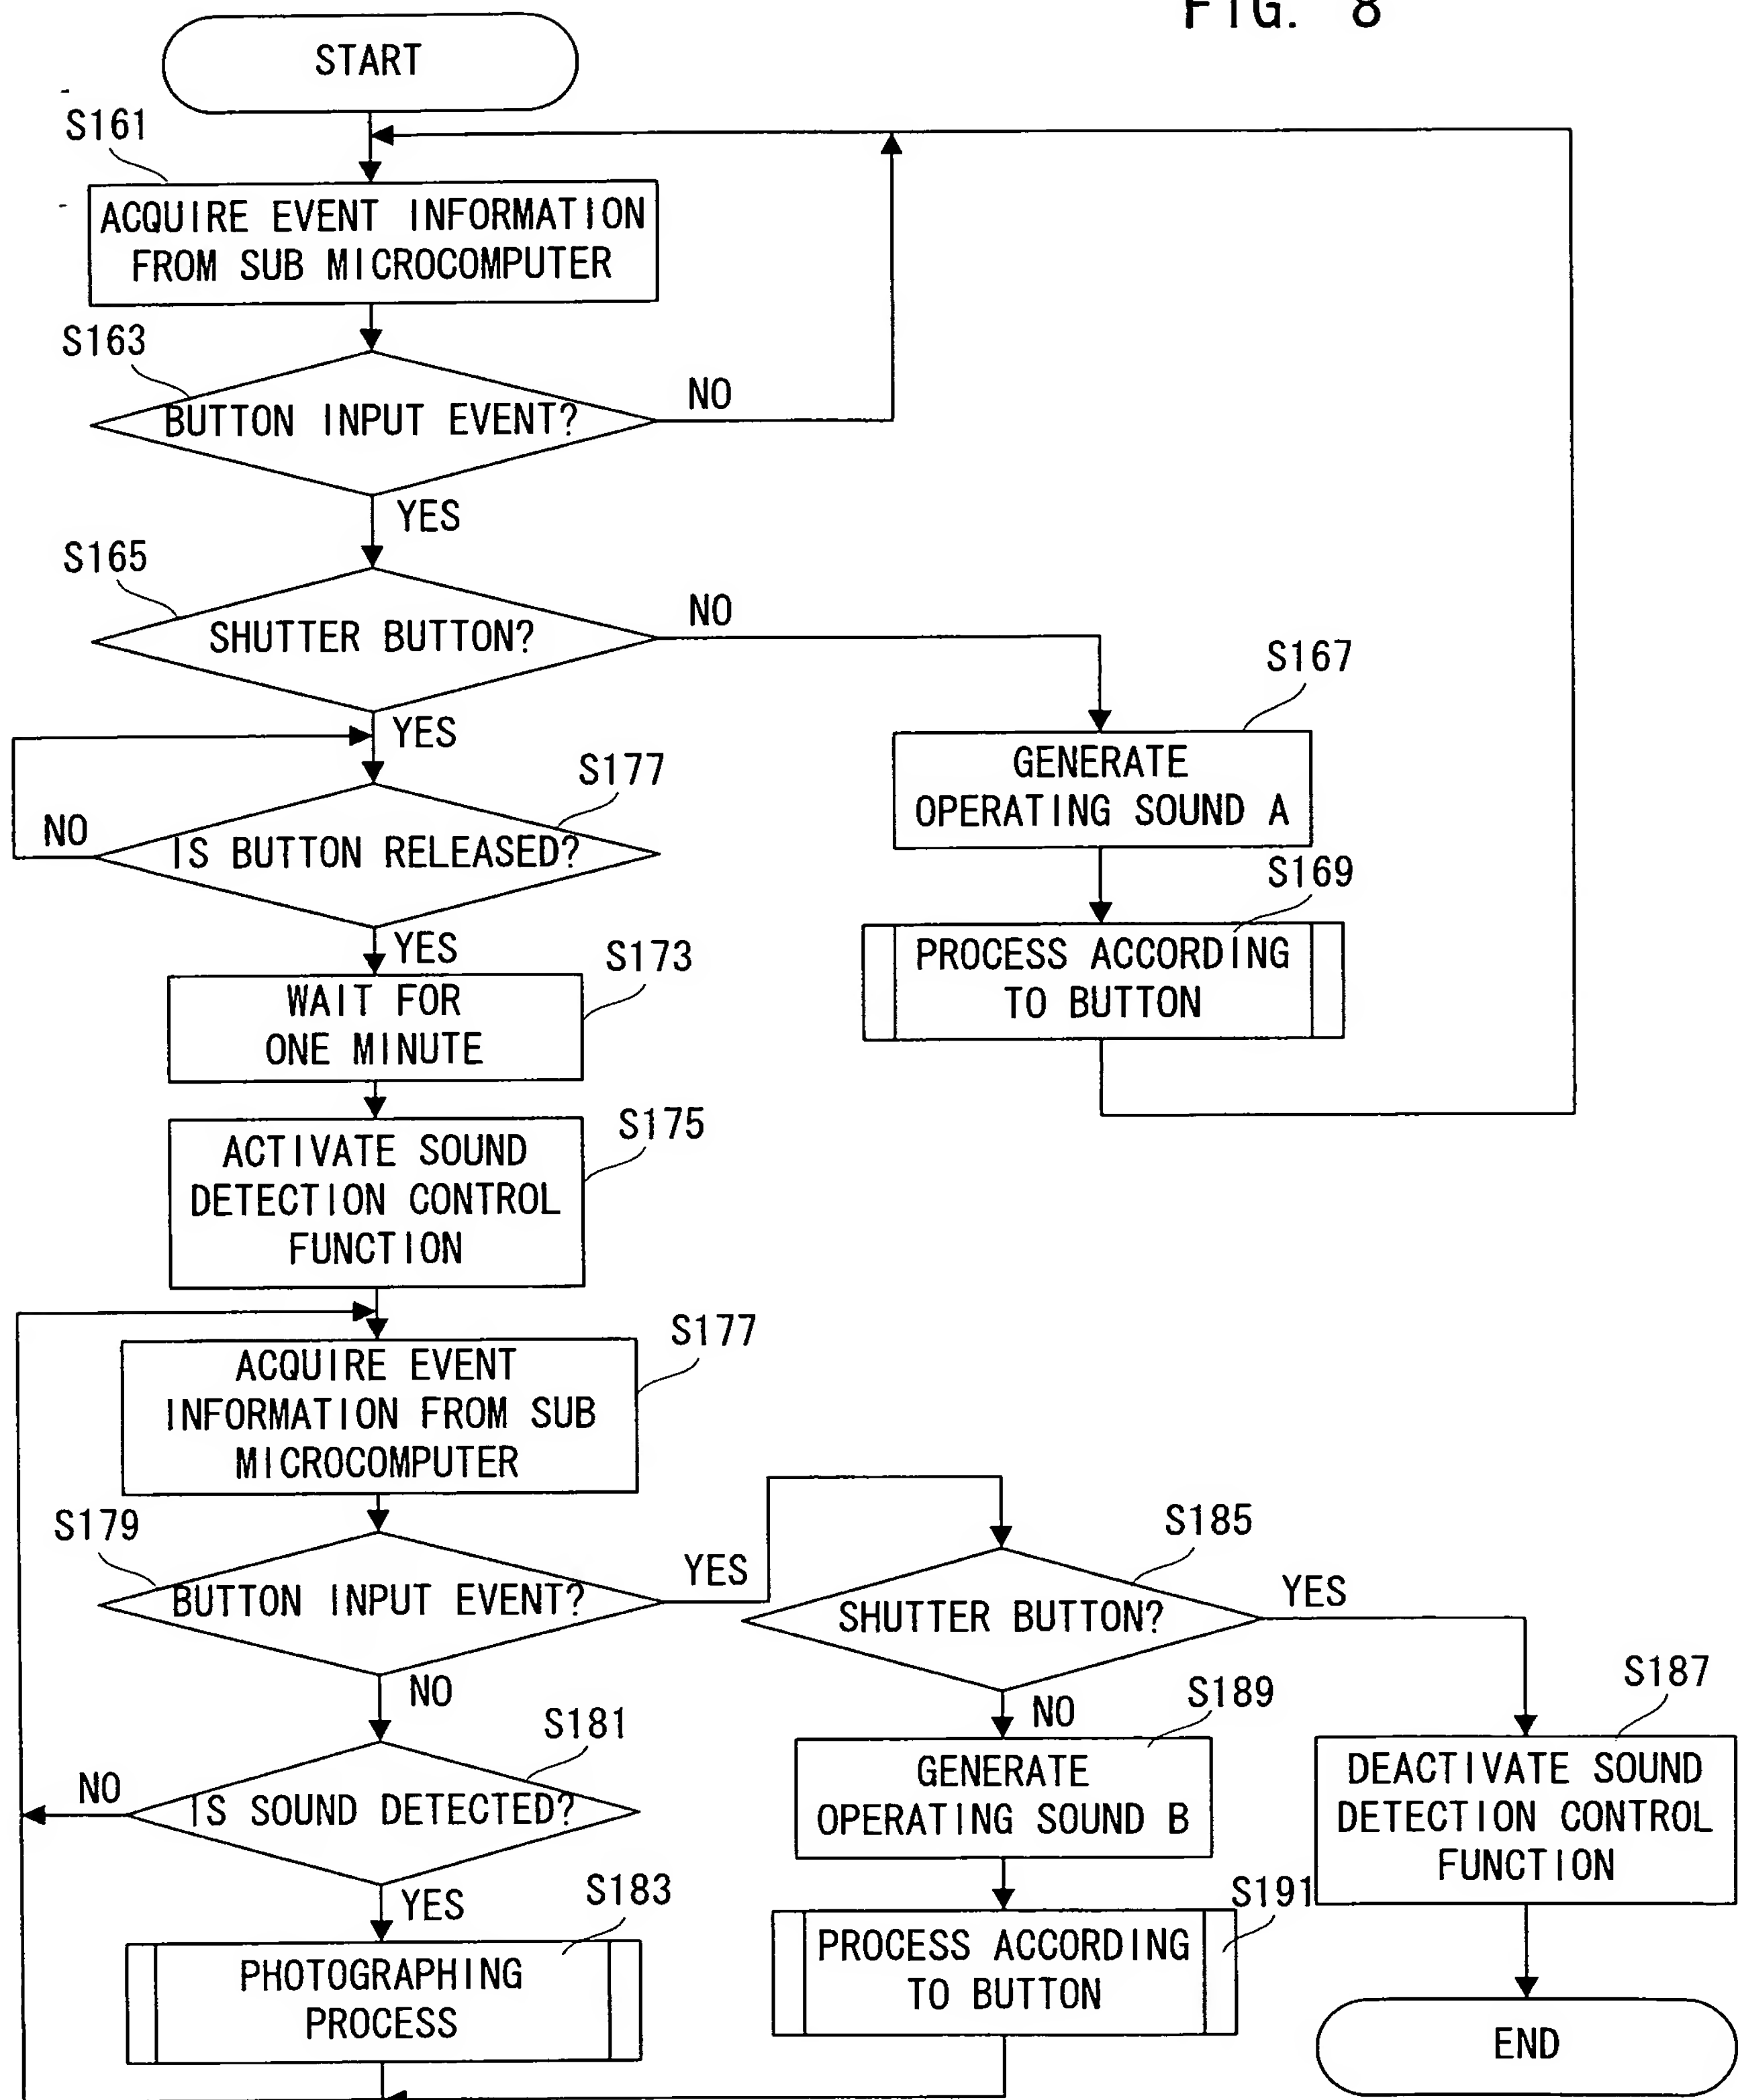 FIG. 8
START
S161
ACQUIRE EVENT INFORMATION
FROM SUB MICROCOMPUTER
S163
BUTTON INPUT EVENT?
NO
YES
S165
SHUTTER BUTTON?
NO
YES
S167
GENERATE
OPERATING SOUND A
S169
PROCESS ACCORDING
TO BUTTON
S177
IS BUTTON RELEASED?
NO
YES
S173
WAIT FOR
ONE MINUTE
S175
ACTIVATE SOUND
DETECTION CONTROL
FUNCTION
S177
ACQUIRE EVENT
INFORMATION FROM SUB
MICROCOMPUTER
S179
BUTTON INPUT EVENT?
YES
NO
S181
IS SOUND DETECTED?
NO
YES
S183
PHOTOGRAPHING
PROCESS
S185
SHUTTER BUTTON?
YES
NO
S189
GENERATE
OPERATING SOUND B
S191
PROCESS ACCORDING
TO BUTTON
S187
DEACTIVATE SOUND
DETECTION CONTROL
FUNCTION
END